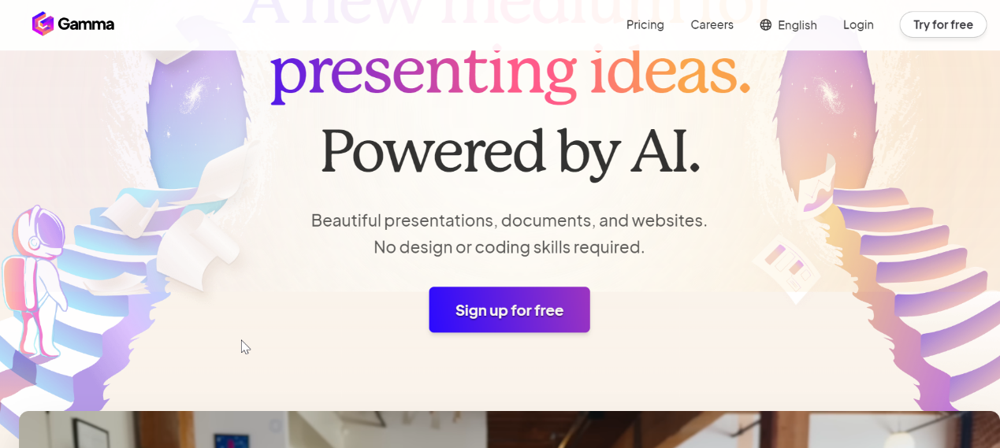 Gamma
Pricing
Careers
English
Login
Try for free
A new medium for
presenting ideas.
Powered by AI.
Beautiful presentations, documents, and websites.
No design or coding skills required.
Sign up for free